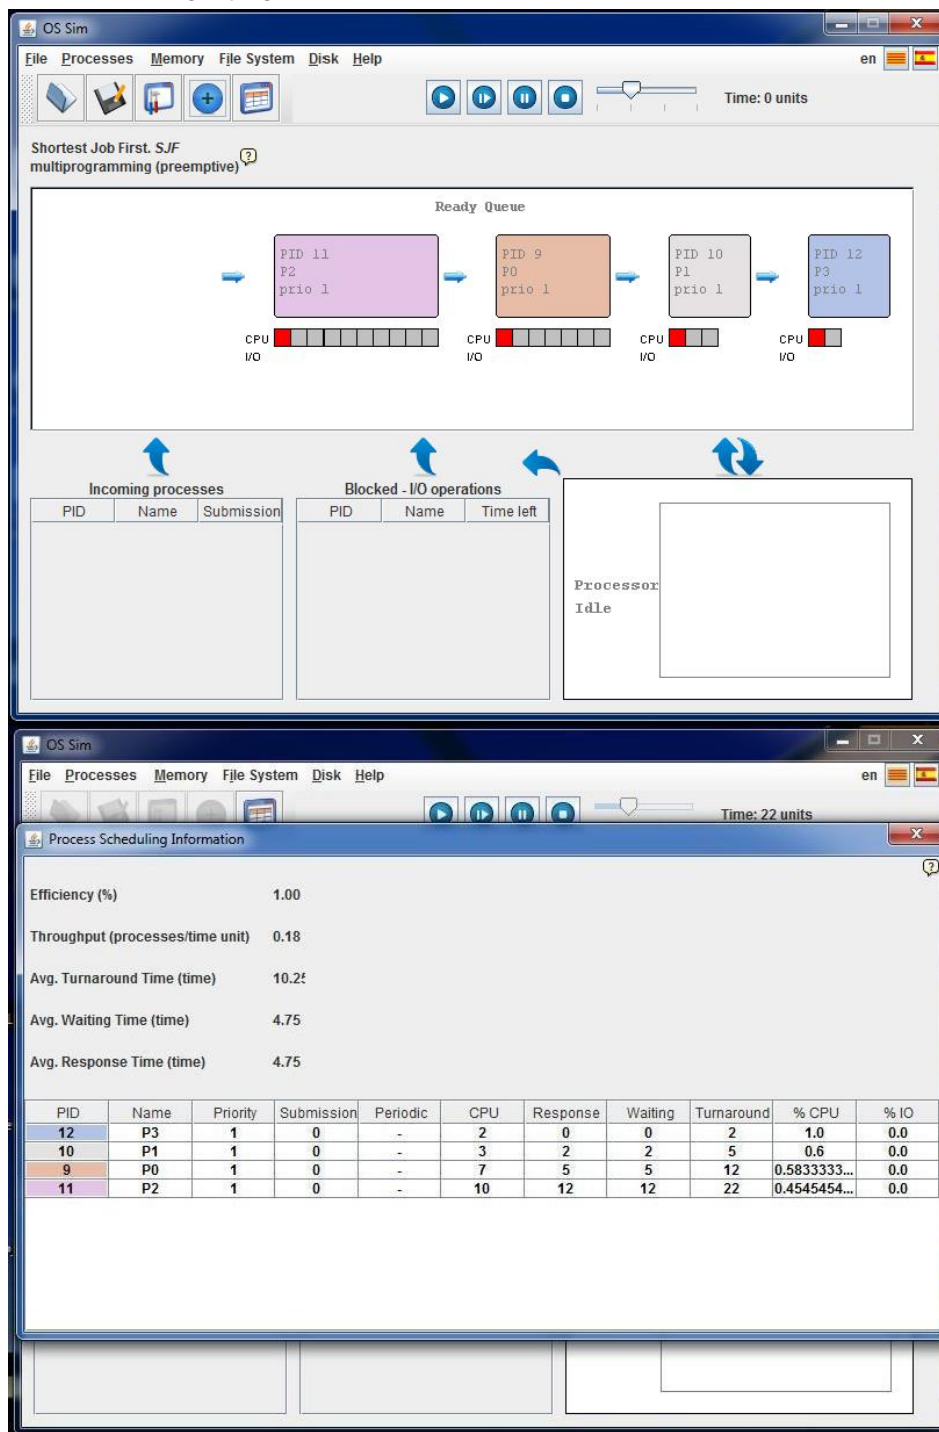 OS Sim
File Processes Memory File System Disk Help en
Time: 0 units
Shortest Job First. SJF
multiprogramming (preemptive)
Ready Queue
PID 11 PID 9 PID 10 PID 12
P2 P0 P1 P3
prio 1 prio 1 prio 1 prio 1
CPU CPU CPU CPU
I/O I/O I/O I/O
Incoming processes Blocked - I/O operations
PID Name Submission PID Name Time left
Processor
Idle
OS Sim
File Processes Memory File System Disk Help en
Time: 22 units
Process Scheduling Information
Efficiency (%) 1.00
Throughput (processes/time unit) 0.18
Avg. Turnaround Time (time) 10.25
Avg. Waiting Time (time) 4.75
Avg. Response Time (time) 4.75
PID Name Priority Submission Periodic CPU Response Waiting Turnaround % CPU % IO
12 P3 1 0 - 2 0 0 2 1.0 0.0
10 P1 1 0 - 3 2 2 5 0.6 0.0
9 P0 1 0 - 7 5 5 12 0.5833333... 0.0
11 P2 1 0 - 10 12 12 22 0.4545454... 0.0